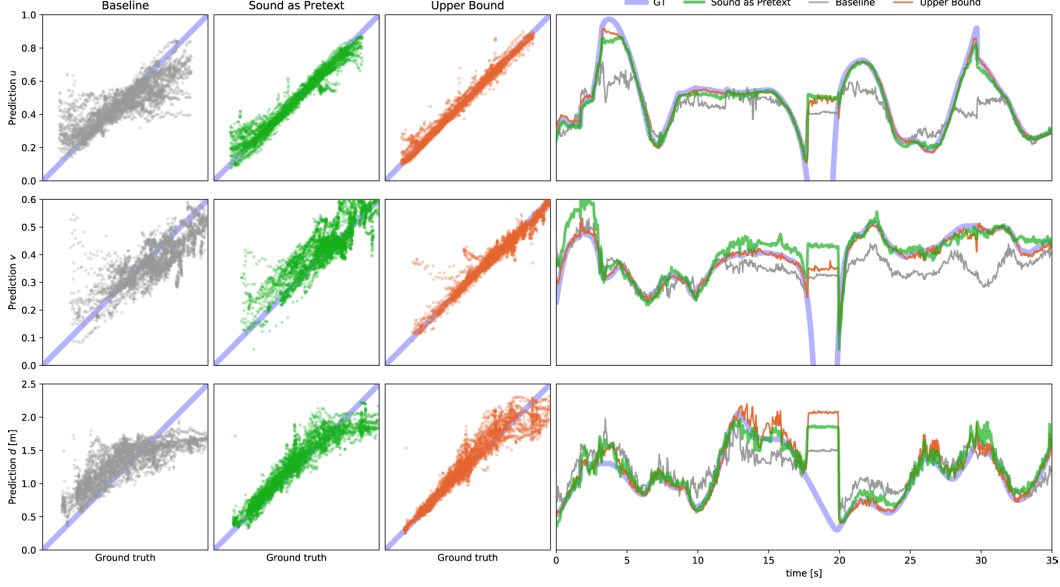 Baseline
Sound as Pretext
Upper Bound
GT
Sound as Pretext
Baseline
Upper Bound
Prediction u
1.0
0.8
0.6
0.4
0.2
0.0
Prediction v
0.6
0.5
0.4
0.3
0.2
0.1
0.0
Prediction d [m]
2.5
2.0
1.5
1.0
0.5
0.0
Ground truth
Ground truth
Ground truth
0
5
10
15
20
25
30
35
time [s]